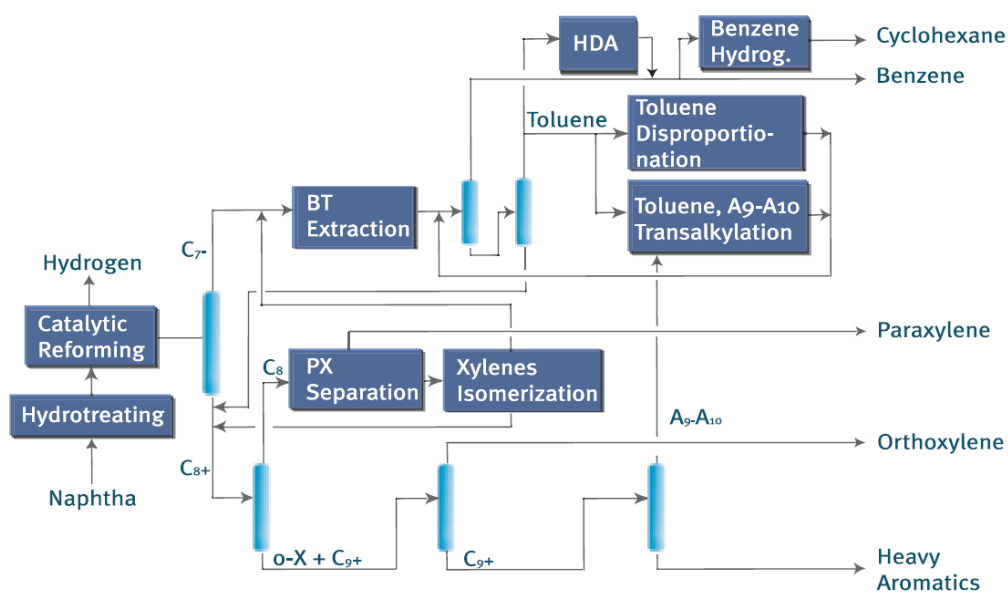 HDA
Benzene
Hydrog.
Cyclohexane
Benzene
Toluene
Toluene
Disproportio-
nation
BT
Extraction
Toluene, A9-A10
Transalkylation
C₇-
Hydrogen
Catalytic
Reforming
C₈
PX
Separation
Xylenes
Isomerization
Paraxylene
Hydrotreating
A₉-A₁₀
Orthoxylene
C₈+
Naphtha
o-X + C₉+
C₉+
Heavy
Aromatics